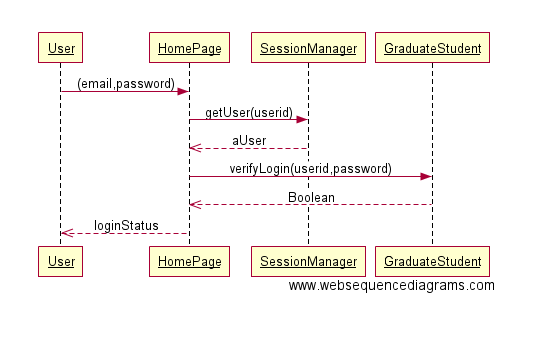 User HomePage SessionManager GraduateStudent
(email,password)
getUser(userid)
aUser
verifyLogin(userid,password)
Boolean
loginStatus
User HomePage SessionManager GraduateStudent
www.websequencediagrams.com